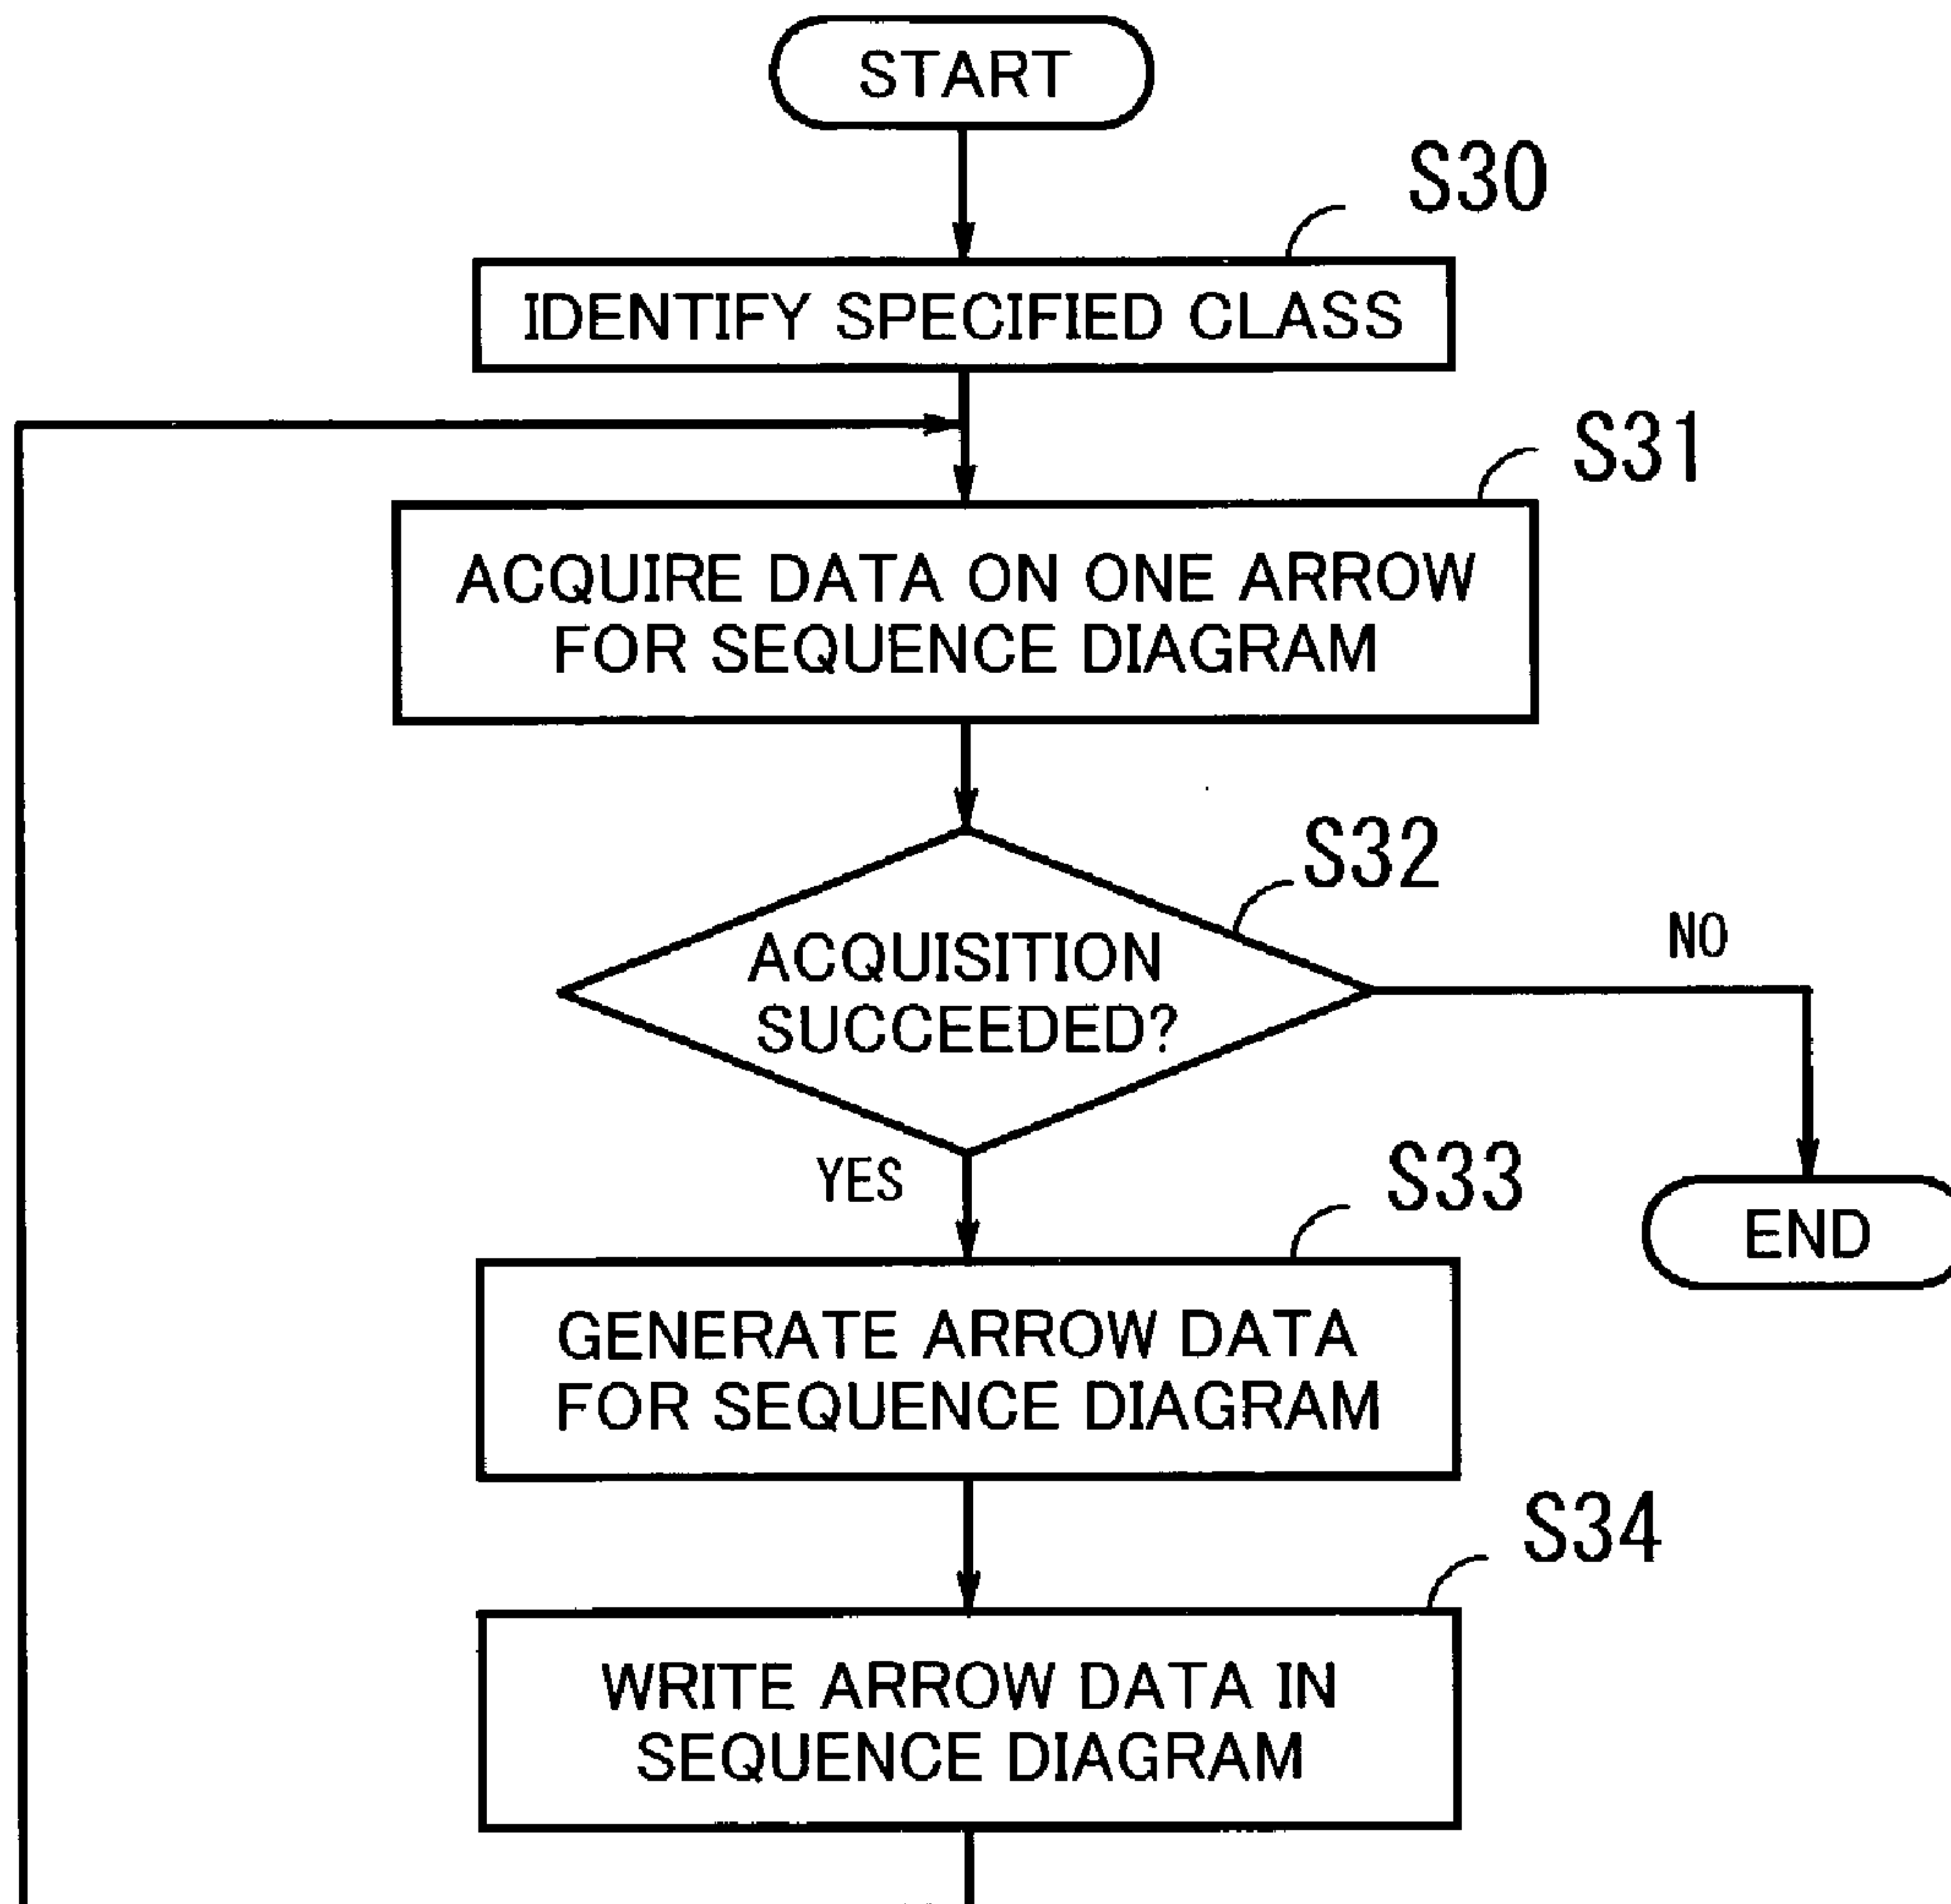 START
S30
IDENTIFY SPECIFIED CLASS
S31
ACQUIRE DATA ON ONE ARROW
FOR SEQUENCE DIAGRAM
S32
NO
ACQUISITION
SUCCEEDED?
YES
S33
END
GENERATE ARROW DATA
FOR SEQUENCE DIAGRAM
S34
WRITE ARROW DATA IN
SEQUENCE DIAGRAM